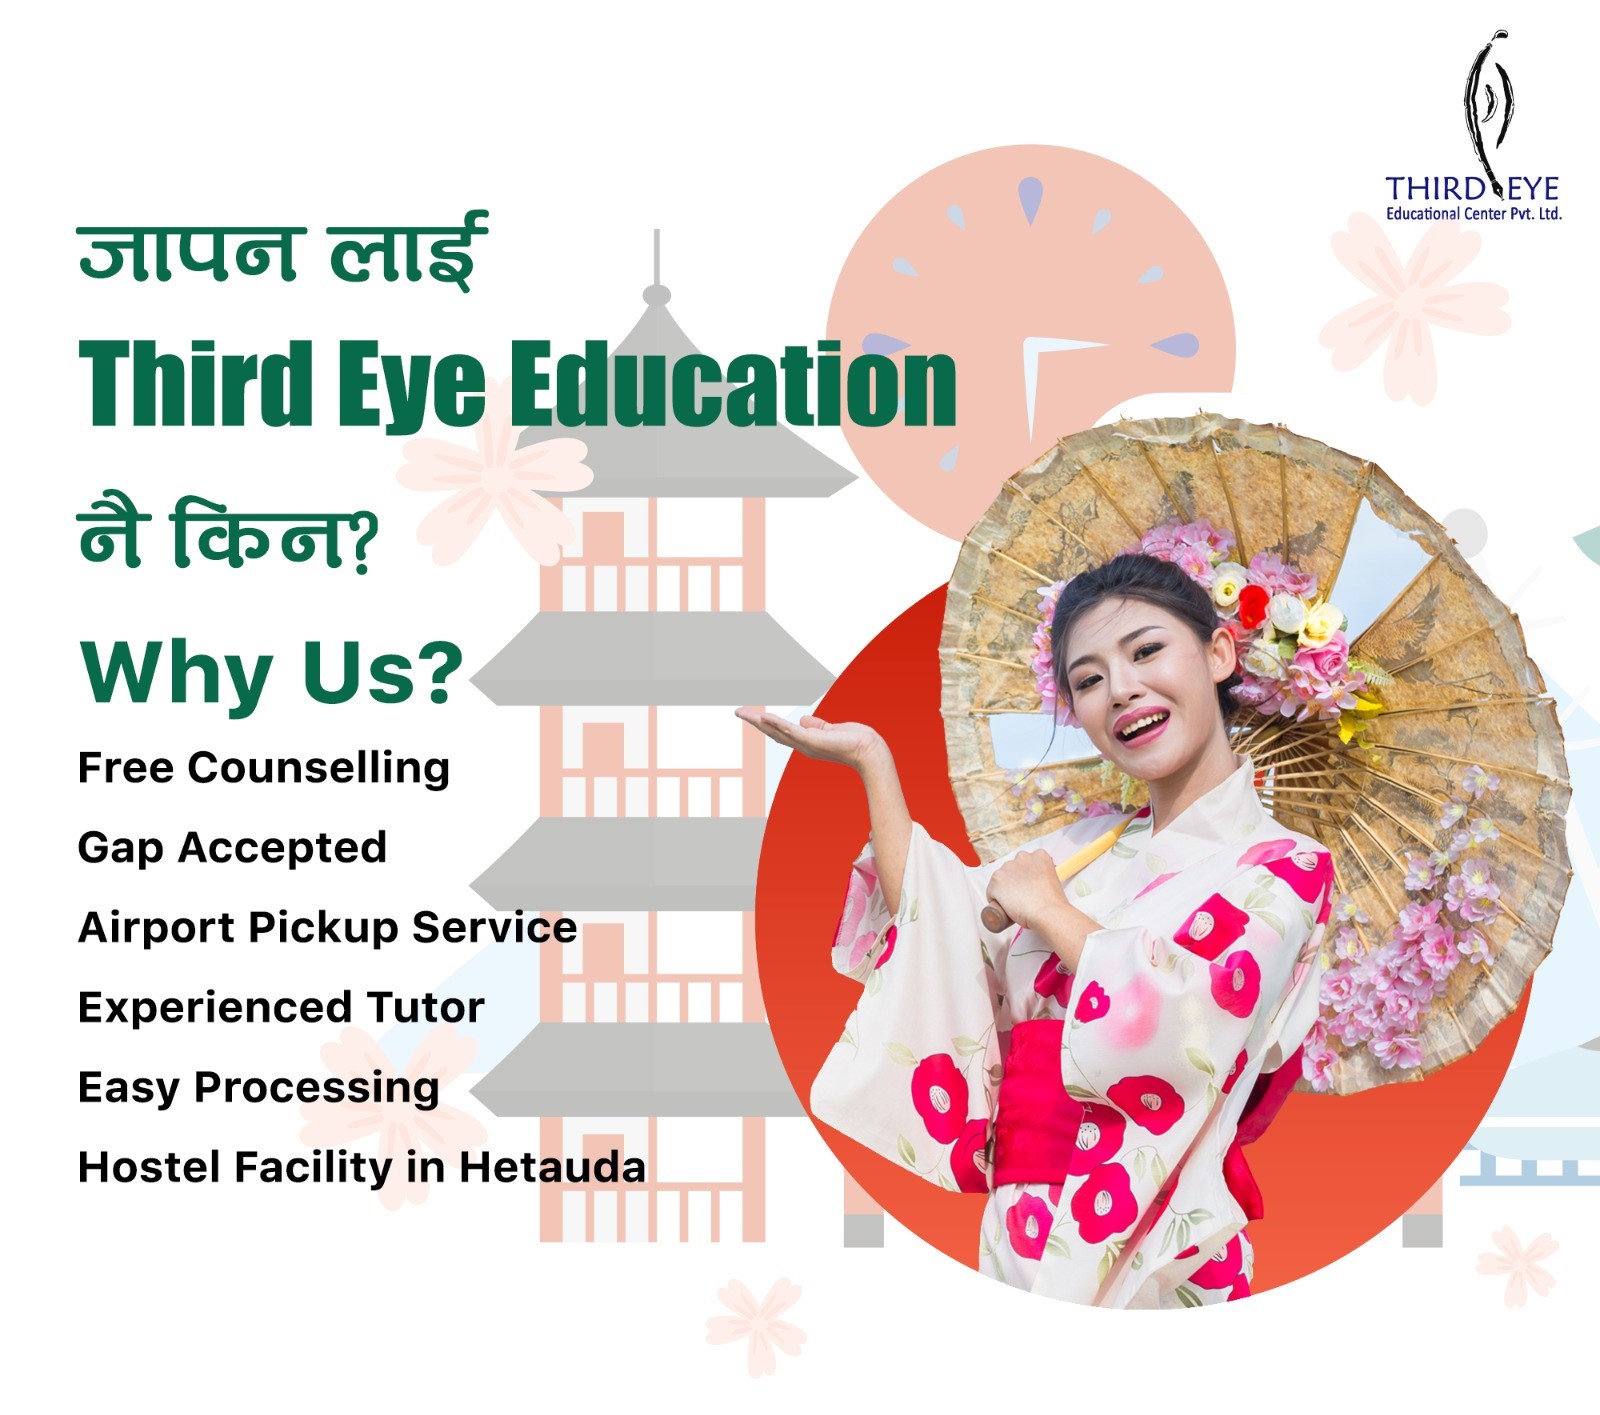 THIRD EYE
Educational Center Pvt. Ltd.
जापन लाई
Third Eye Education
नै किन?
Why Us?
Free Counselling
Gap Accepted
Airport Pickup Service
Experienced Tutor
Easy Processing
Hostel Facility in Hetauda